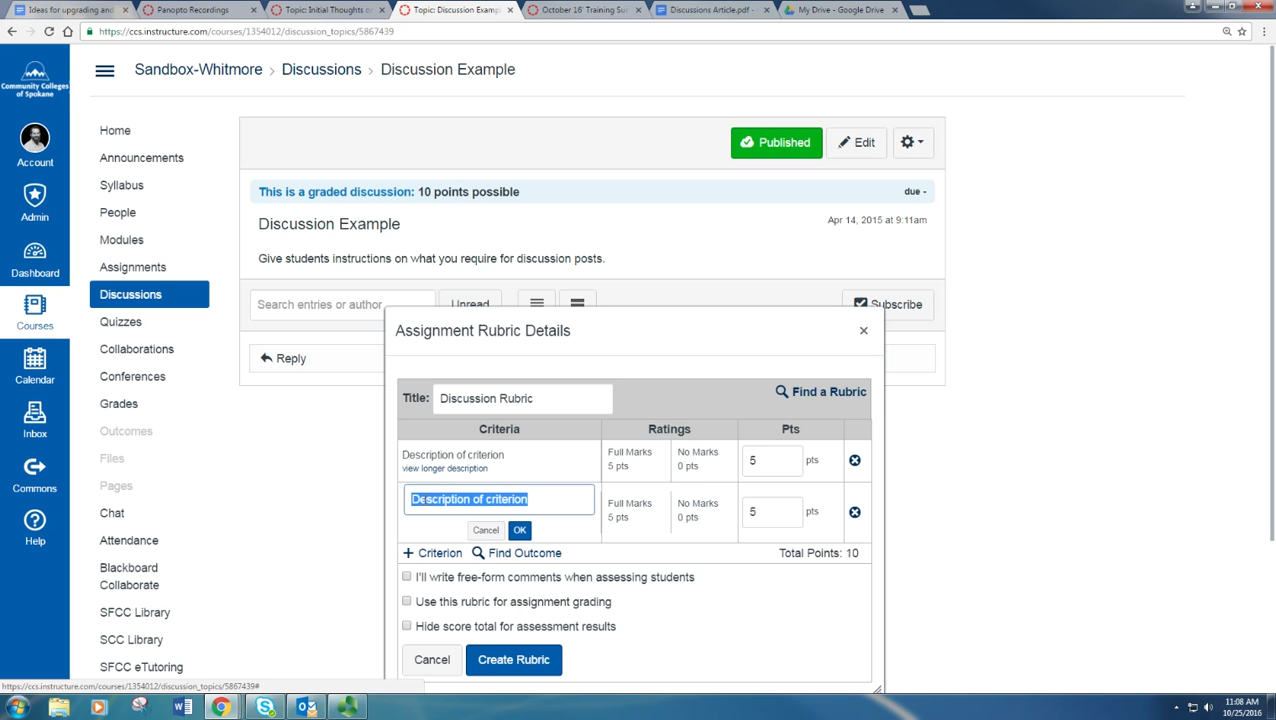 Ideas for upgrading and
Panopto Recordings
Topic: Initial Thoughts or
Topic: Discussion Exampl
October 16' Training Su
Discussions Article.pdf -
My Drive - Google Drive
https://ccs.instructure.com/courses/1354012/discussion_topics/5867439
Community Colleges
of Spokane
Sandbox-Whitmore > Discussions > Discussion Example
Account
Admin
Dashboard
Courses
Calendar
Inbox
Commons
Help
Home
Announcements
Syllabus
People
Modules
Assignments
Discussions
Quizzes
Collaborations
Conferences
Grades
Outcomes
Files
Pages
Chat
Attendance
Blackboard
Collaborate
SFCC Library
SCC Library
SFCC eTutoring
Published
Edit
This is a graded discussion: 10 points possible
due -
Discussion Example
Apr 14, 2015 at 9:11am
Give students instructions on what you require for discussion posts.
Search entries or author
Unread
Subscribe
Reply
Assignment Rubric Details
×
Title: Discussion Rubric
Find a Rubric
Criteria Ratings Pts
Description of criterion
view longer description
Full Marks
5 pts
No Marks
0 pts
5 pts
Description of criterion
Cancel OK
Full Marks
5 pts
No Marks
0 pts
5 pts
+ Criterion Find Outcome Total Points: 10
I'll write free-form comments when assessing students
Use this rubric for assignment grading
Hide score total for assessment results
Cancel Create Rubric
https://ccs.instructure.com/courses/1354012/discussion_topics/5867439#
11:08 AM
10/25/2016